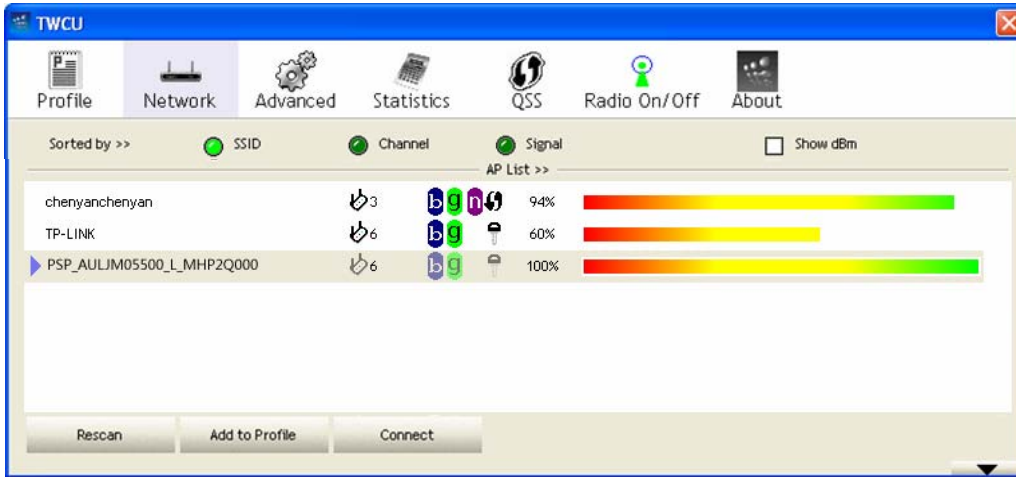 TWCU
Profile Network Advanced Statistics QSS Radio On/Off About
Sorted by >> SSID Channel Signal Show dBm
AP List >>
chenyanchenyan 3 b g n 94%
TP-LINK 6 b g 60%
PSP_AULJM05500_L_MHP2Q000 6 b g 100%
Rescan Add to Profile Connect